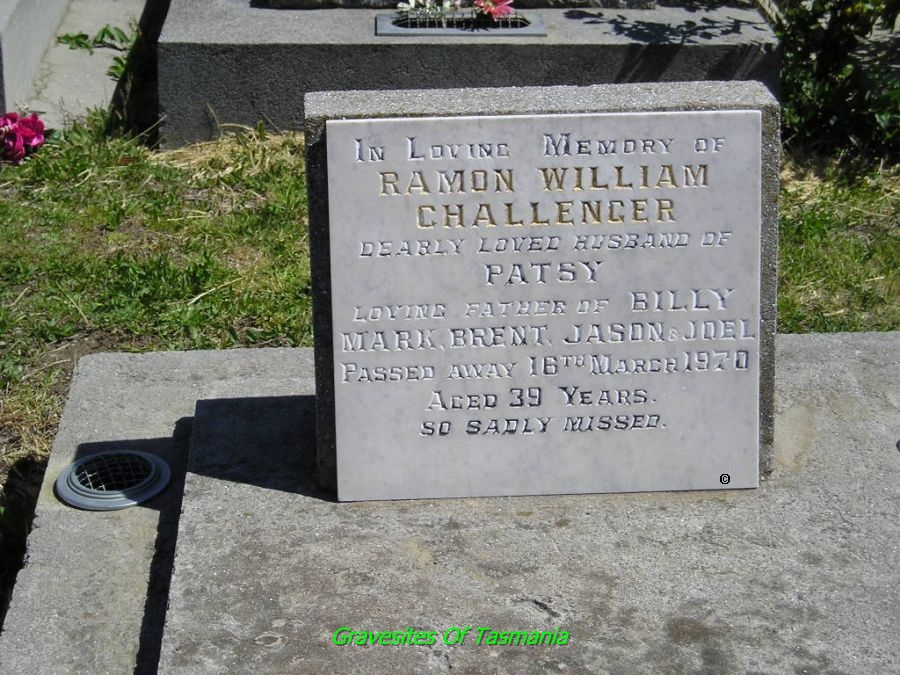 In Loving Memory of
RAMON WILLIAM
CHALLENGER
DEARLY LOVED HUSBAND OF
PATSY
LOVING FATHER OF BILLY
MARK, BRENT, JASON & JOEL
PASSED AWAY 16TH MARCH 1970
AGED 39 YEARS.
SO SADLY MISSED.
©
Gravesites Of Tasmania